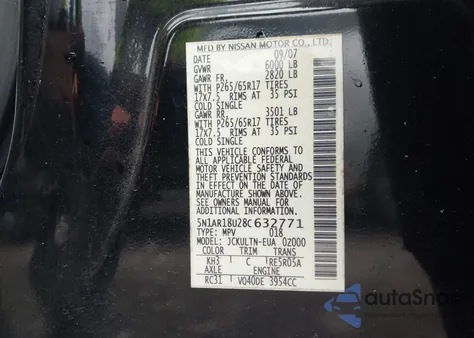 MFD BY NISSAN MOTOR CO., LTD.
DATE 09/07
GVWR 6000 LB
GAWR FR. 2820 LB
WITH P265/65R17 TIRES
17x7.5 RIMS AT 35 PSI
COLD SINGLE
GAWR RR. 3501 LB
WITH P265/65R17 TIRES
17x7.5 RIMS AT 35 PSI
COLD SINGLE
THIS VEHICLE CONFORMS TO
ALL APPLICABLE FEDERAL
MOTOR VEHICLE SAFETY AND
THEFT PREVENTION STANDARDS
IN EFFECT ON THE DATE OF
MANUFACTURE SHOWN ABOVE.
SEE OWNERS MANUAL FOR
ADDITIONAL INFORMATION
5N1AR18U28C 632771
TYPE: MPV 018
MODEL: JCKULTN-EUA 02000
COLOR TRIM TRANS
KH3 C RE5R05A
AXLE ENGINE
RC31 VQ40DE 3954CC
autaSnap